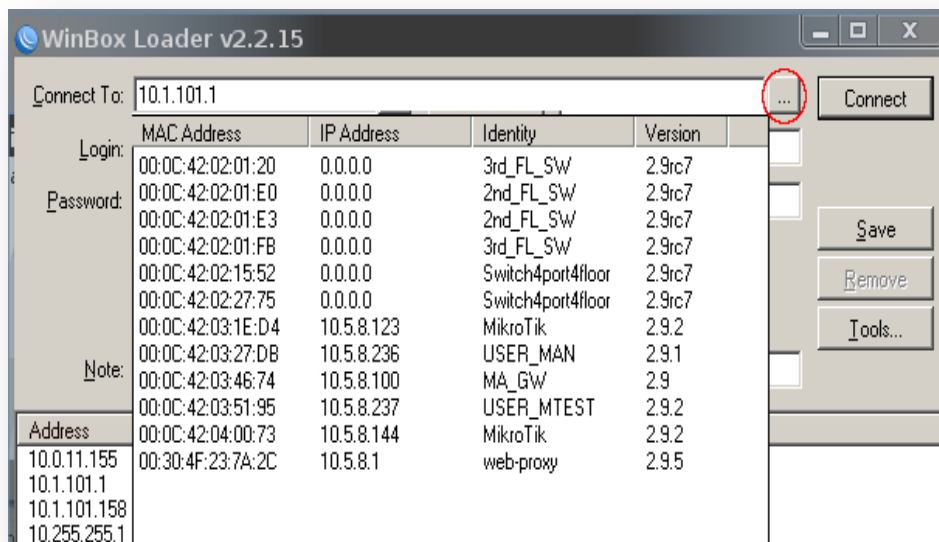 WinBox Loader v2.2.15
Connect To: 10.1.101.1 ... Connect
MAC Address IP Address Identity Version
Login:
00:0C:42:02:01:20 0.0.0.0 3rd_FL_SW 2.9rc7
00:0C:42:02:01:E0 0.0.0.0 2nd_FL_SW 2.9rc7
Password:
00:0C:42:02:01:E3 0.0.0.0 2nd_FL_SW 2.9rc7
Save
00:0C:42:02:01:FB 0.0.0.0 3rd_FL_SW 2.9rc7
00:0C:42:02:15:52 0.0.0.0 Switch4port4floor 2.9rc7
Remove
00:0C:42:02:27:75 0.0.0.0 Switch4port4floor 2.9rc7
00:0C:42:03:1E:D4 10.5.8.123 MikroTik 2.9.2
Tools...
00:0C:42:03:27:DB 10.5.8.236 USER_MAN 2.9.1
Note:
00:0C:42:03:46:74 10.5.8.100 MA_GW 2.9
00:0C:42:03:51:95 10.5.8.237 USER_MTEST 2.9.2
Address
00:0C:42:04:00:73 10.5.8.144 MikroTik 2.9.2
10.0.11.155
00:30:4F:23:7A:2C 10.5.8.1 web-proxy 2.9.5
10.1.101.1
10.1.101.158
10.255.255.1